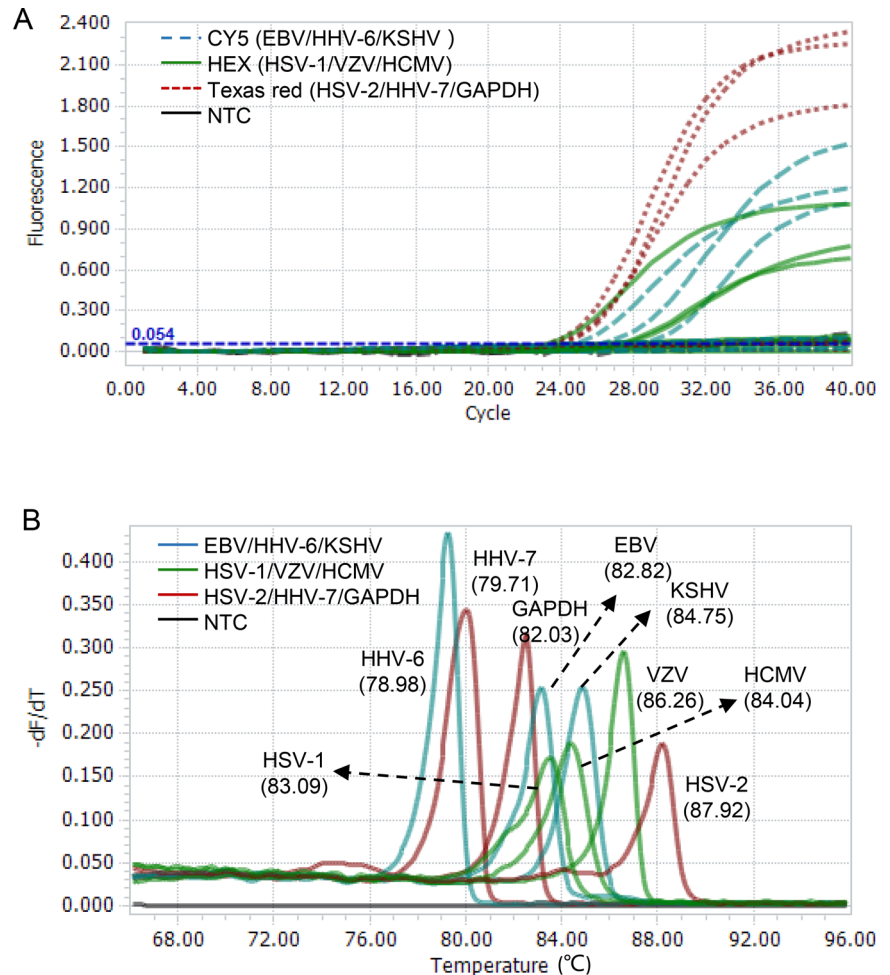 A
2.400
2.100
1.800
1.500
1.200
0.900
0.600
0.300
0.000
Fluorescence
CY5 (EBV/HHV-6/KSHV )
HEX (HSV-1/VZV/HCMV)
Texas red (HSV-2/HHV-7/GAPDH)
NTC
0.054
0.00 4.00 8.00 12.00 16.00 20.00 24.00 28.00 32.00 36.00 40.00
Cycle
B
0.400
0.350
0.300
0.250
0.200
0.150
0.100
0.050
0.000
-dF/dT
EBV/HHV-6/KSHV
HSV-1/VZV/HCMV
HSV-2/HHV-7/GAPDH
NTC
HHV-7
(79.71)
EBV
(82.82)
GAPDH
(82.03)
KSHV
(84.75)
HHV-6
(78.98)
VZV
(86.26)
HCMV
(84.04)
HSV-1
(83.09)
HSV-2
(87.92)
68.00 72.00 76.00 80.00 84.00 88.00 92.00 96.00
Temperature (℃)